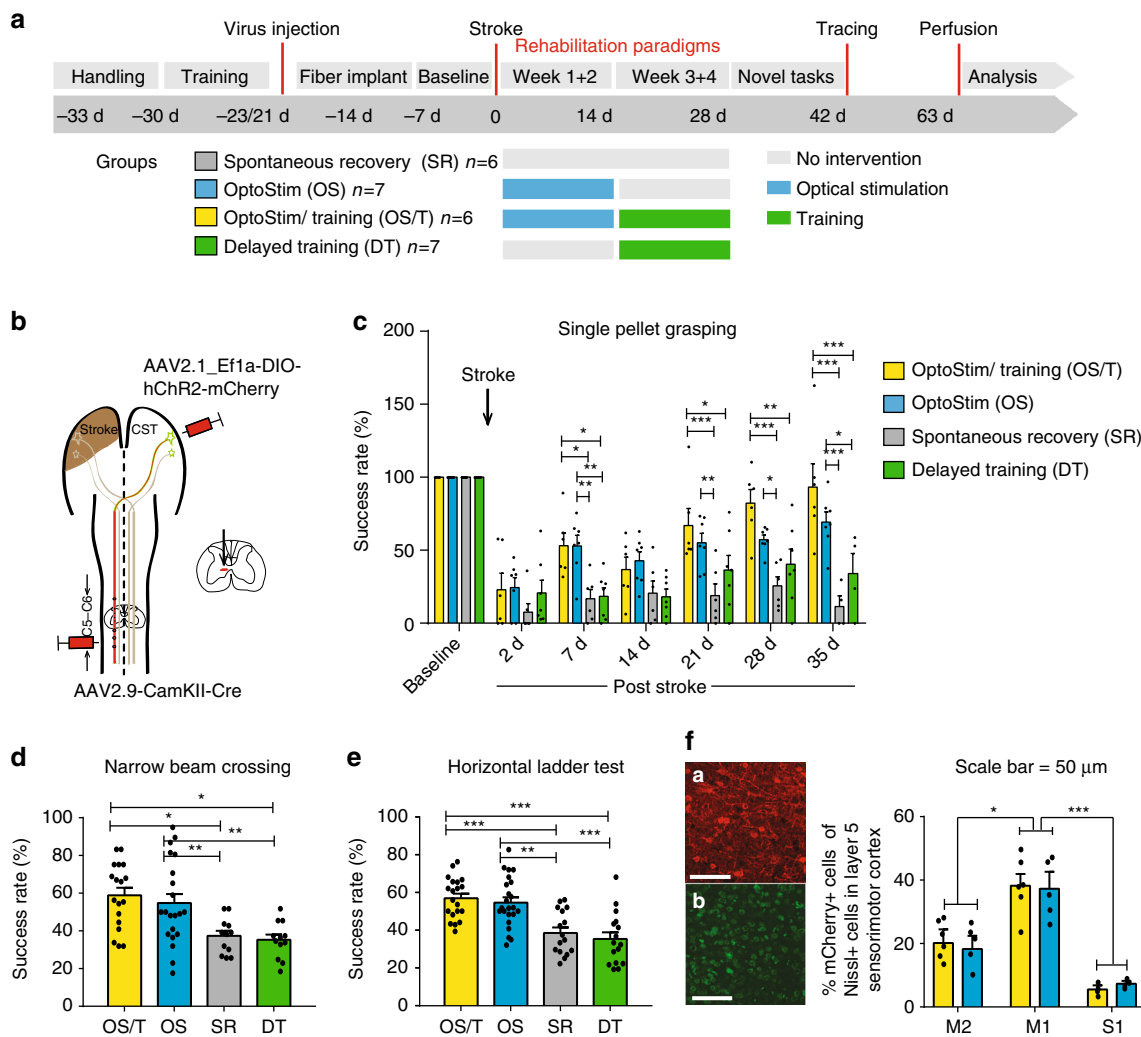 a
Virus injection
Stroke
Tracing
Perfusion
Rehabilitation paradigms
Handling
Training
Fiber implant
Baseline
Week 1+2
Week 3+4
Novel tasks
Analysis
–33 d
–30 d
–23/21 d
–14 d
–7 d
0
14 d
28 d
42 d
63 d
Groups
Spontaneous recovery (SR) n=6
OptoStim (OS) n=7
OptoStim/ training (OS/T) n=6
Delayed training (DT) n=7
No intervention
Optical stimulation
Training
b
AAV2.1_Ef1a-DIO-
hChR2-mCherry
Stroke
CST
C5–C6
AAV2.9-CamKII-Cre
c
Single pellet grasping
Success rate (%)
200
150
100
50
0
Stroke
*
*
**
**
*
***
**
**
***
*
***
***
*
***
Baseline
2 d
7 d
14 d
21 d
28 d
35 d
Post stroke
OptoStim/ training (OS/T)
OptoStim (OS)
Spontaneous recovery (SR)
Delayed training (DT)
d
Narrow beam crossing
Success rate (%)
100
80
60
40
20
0
*
*
**
**
OS/T
OS
SR
DT
e
Horizontal ladder test
Success rate (%)
100
80
60
40
20
0
***
***
***
**
OS/T
OS
SR
DT
f
a
b
Scale bar = 50 μm
% mCherry+ cells of
Nissl+ cells in layer 5
sensorimotor cortex
60
40
20
0
*
***
M2
M1
S1